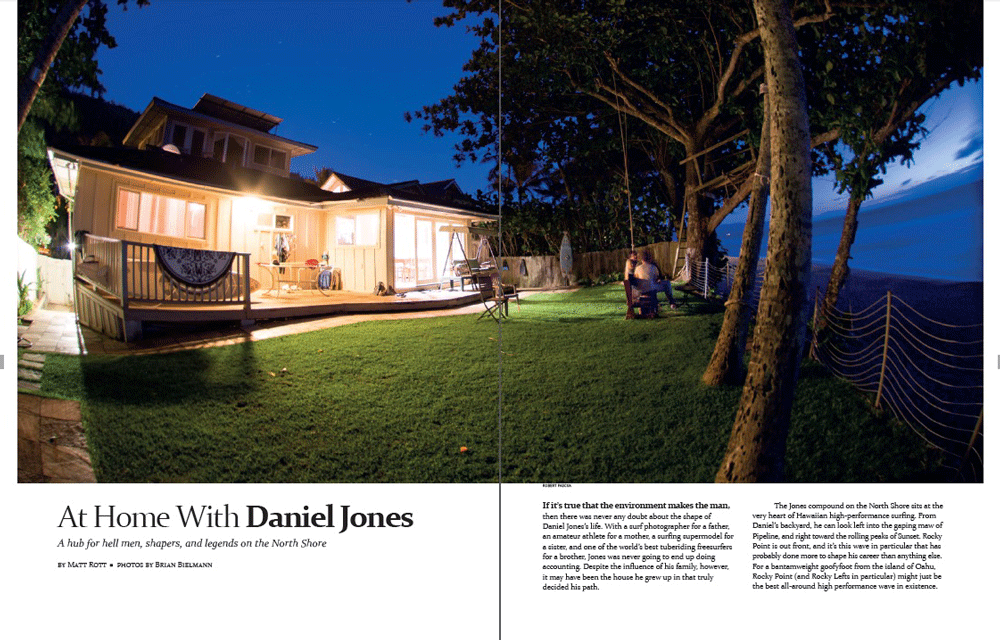 At Home With Daniel Jones
A hub for hell men, shapers, and legends on the North Shore
BY MATT ROTT ■ PHOTOS BY BRIAN BIELMANN
If it's true that the environment makes the man,
then there was never any doubt about the shape of
Daniel Jones's life. With a surf photographer for a father,
an amateur athlete for a mother, a surfing supermodel for
a sister, and one of the world's best tuberiding freesurfers
for a brother, Jones was never going to end up doing
accounting. Despite the influence of his family, however,
it may have been the house he grew up in that truly
decided his path.
The Jones compound on the North Shore sits at the
very heart of Hawaiian high-performance surfing. From
Daniel's backyard, he can look left into the gaping maw of
Pipeline, and right toward the rolling peaks of Sunset. Rocky
Point is out front, and it's this wave in particular that has
probably done more to shape his career than anything else.
For a bantamweight goofyfoot from the island of Oahu,
Rocky Point (and Rocky Lefts in particular) might just be
the best all-around high performance wave in existence.